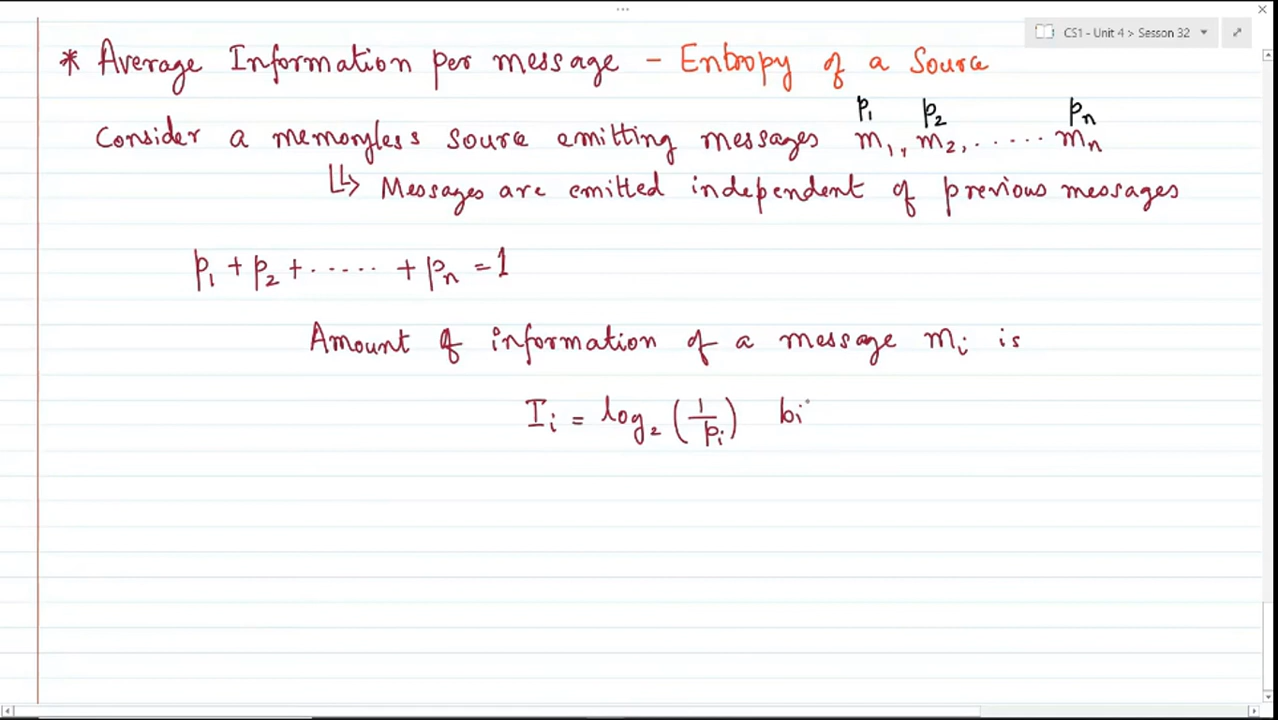 CS1 - Unit 4 > Sesson 32
* Average Information per message - Entropy of a Source
p1 p2 pn
Consider a memoryless source emitting messages m1, m2, ..... mn
↳ Messages are emitted independent of previous messages
p1 + p2 + ..... + pn = 1
Amount of information of a message mi is
Ii = log2 (1/pi) bi